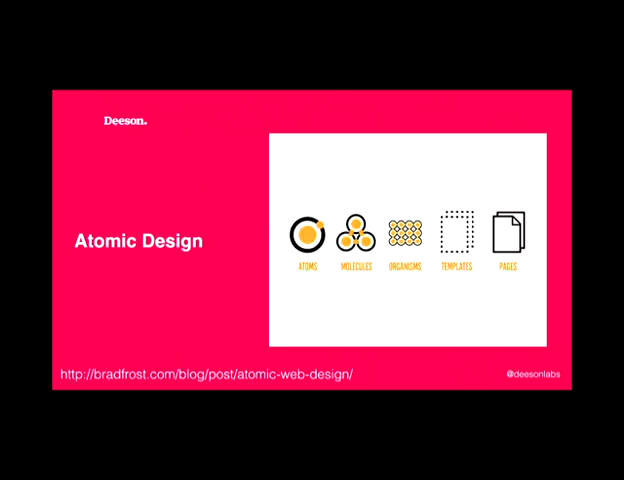 Deeson.
Atomic Design
ATOMS MOLECULES ORGANISMS TEMPLATES PAGES
http://bradfrost.com/blog/post/atomic-web-design/
@deesonlabs